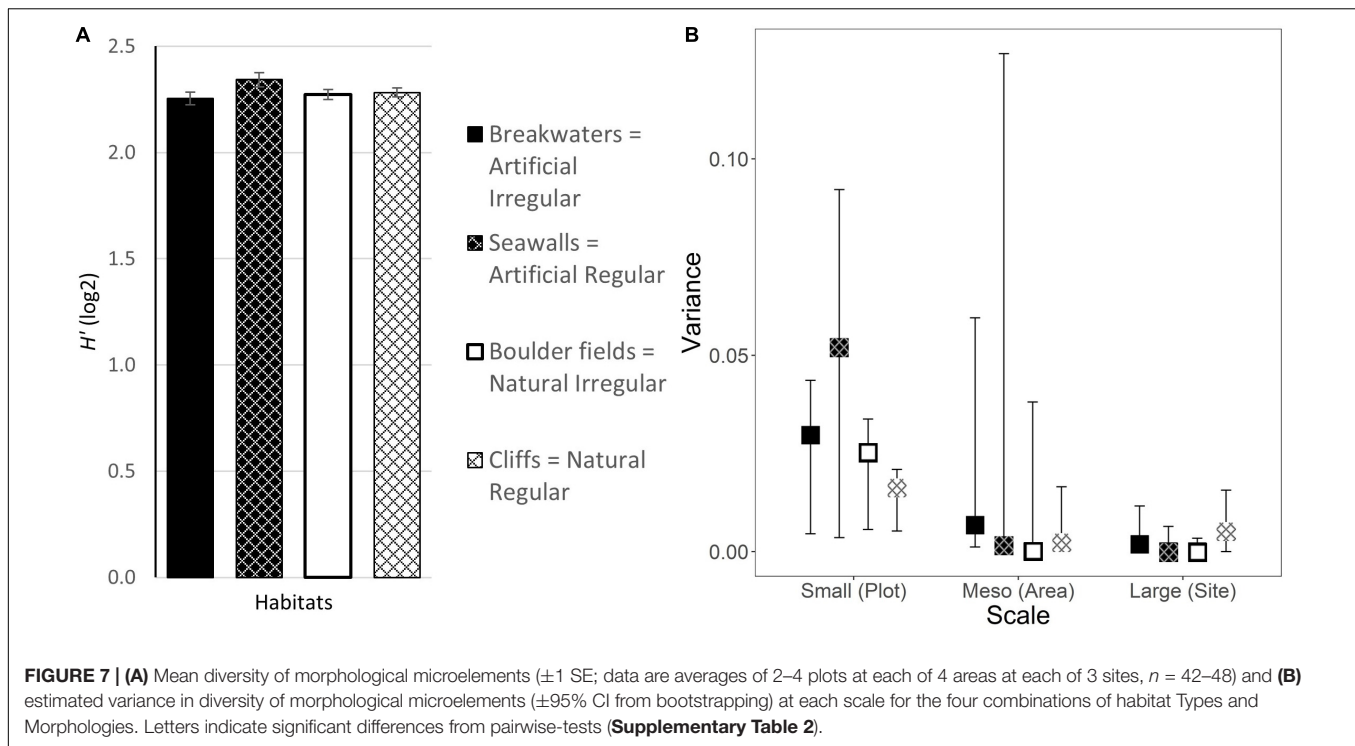 A
2.5
2.0
1.5
1.0
0.5
0.0
H' (log2)
Habitats
Breakwaters =
Artificial
Irregular
Seawalls =
Artificial Regular
Boulder fields =
Natural Irregular
Cliffs = Natural
Regular
B
0.10
0.05
0.00
Variance
Small (Plot) Meso (Area) Large (Site)
Scale
FIGURE 7 | (A) Mean diversity of morphological microelements (±1 SE; data are averages of 2–4 plots at each of 4 areas at each of 3 sites, n = 42–48) and (B)
estimated variance in diversity of morphological microelements (±95% CI from bootstrapping) at each scale for the four combinations of habitat Types and
Morphologies. Letters indicate significant differences from pairwise-tests (Supplementary Table 2).